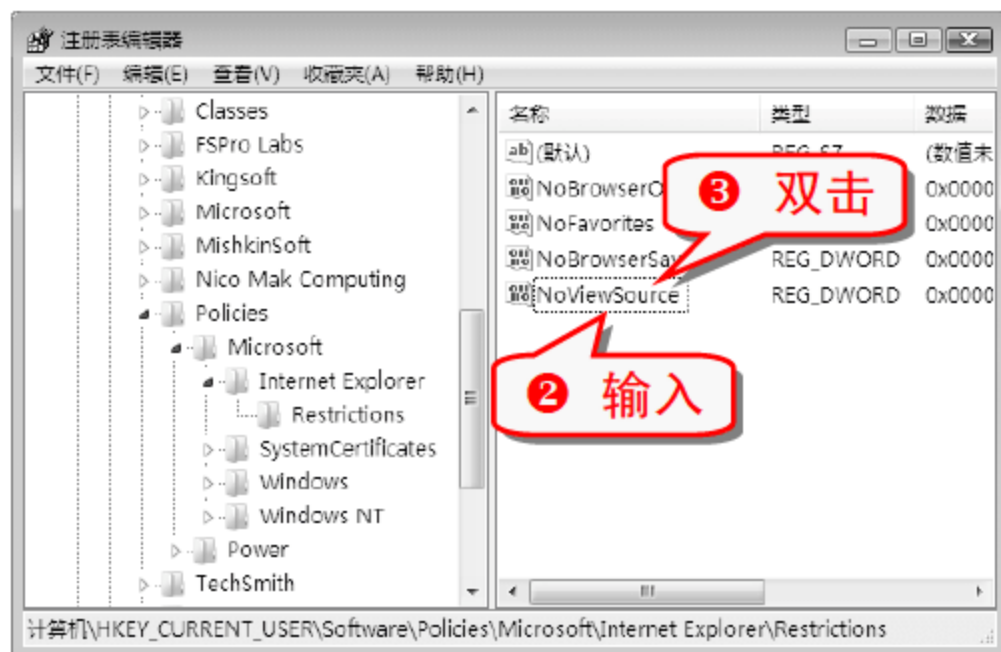 注册表编辑器
文件(F) 编辑(E) 查看(V) 收藏夹(A) 帮助(H)
Classes
FSPro Labs
Kingsoft
Microsoft
MishkinSoft
Nico Mak Computing
Policies
Microsoft
Internet Explorer
Restrictions
SystemCertificates
Windows
Windows NT
Power
TechSmith
名称 类型 数据
(默认) REG_SZ (数值未
NoBrowserO 0x0000
NoFavorites 0x0000
NoBrowserSav REG_DWORD 0x0000
NoViewSource REG_DWORD 0x0000
3 双击
2 输入
计算机\HKEY_CURRENT_USER\Software\Policies\Microsoft\Internet Explorer\Restrictions